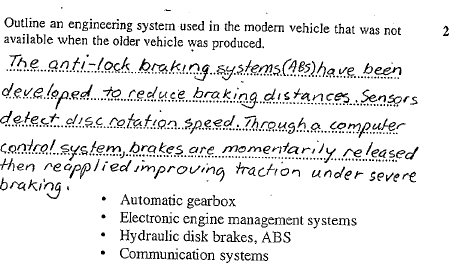 Outline an engineering system used in the modern vehicle that was not 2
available when the older vehicle was produced.
The anti-lock braking systems (ABS) have been
developed to reduce braking distances. Sensors
detect disc rotation speed. Through a computer
control system, brakes are momentarily released
then reapplied improving traction under severe
braking.
• Automatic gearbox
• Electronic engine management systems
• Hydraulic disk brakes, ABS
• Communication systems